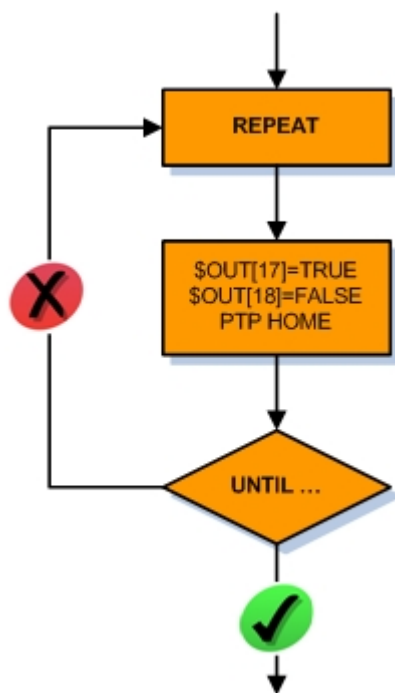 REPEAT
$OUT[17]=TRUE
$OUT[18]=FALSE
PTP HOME
UNTIL ...